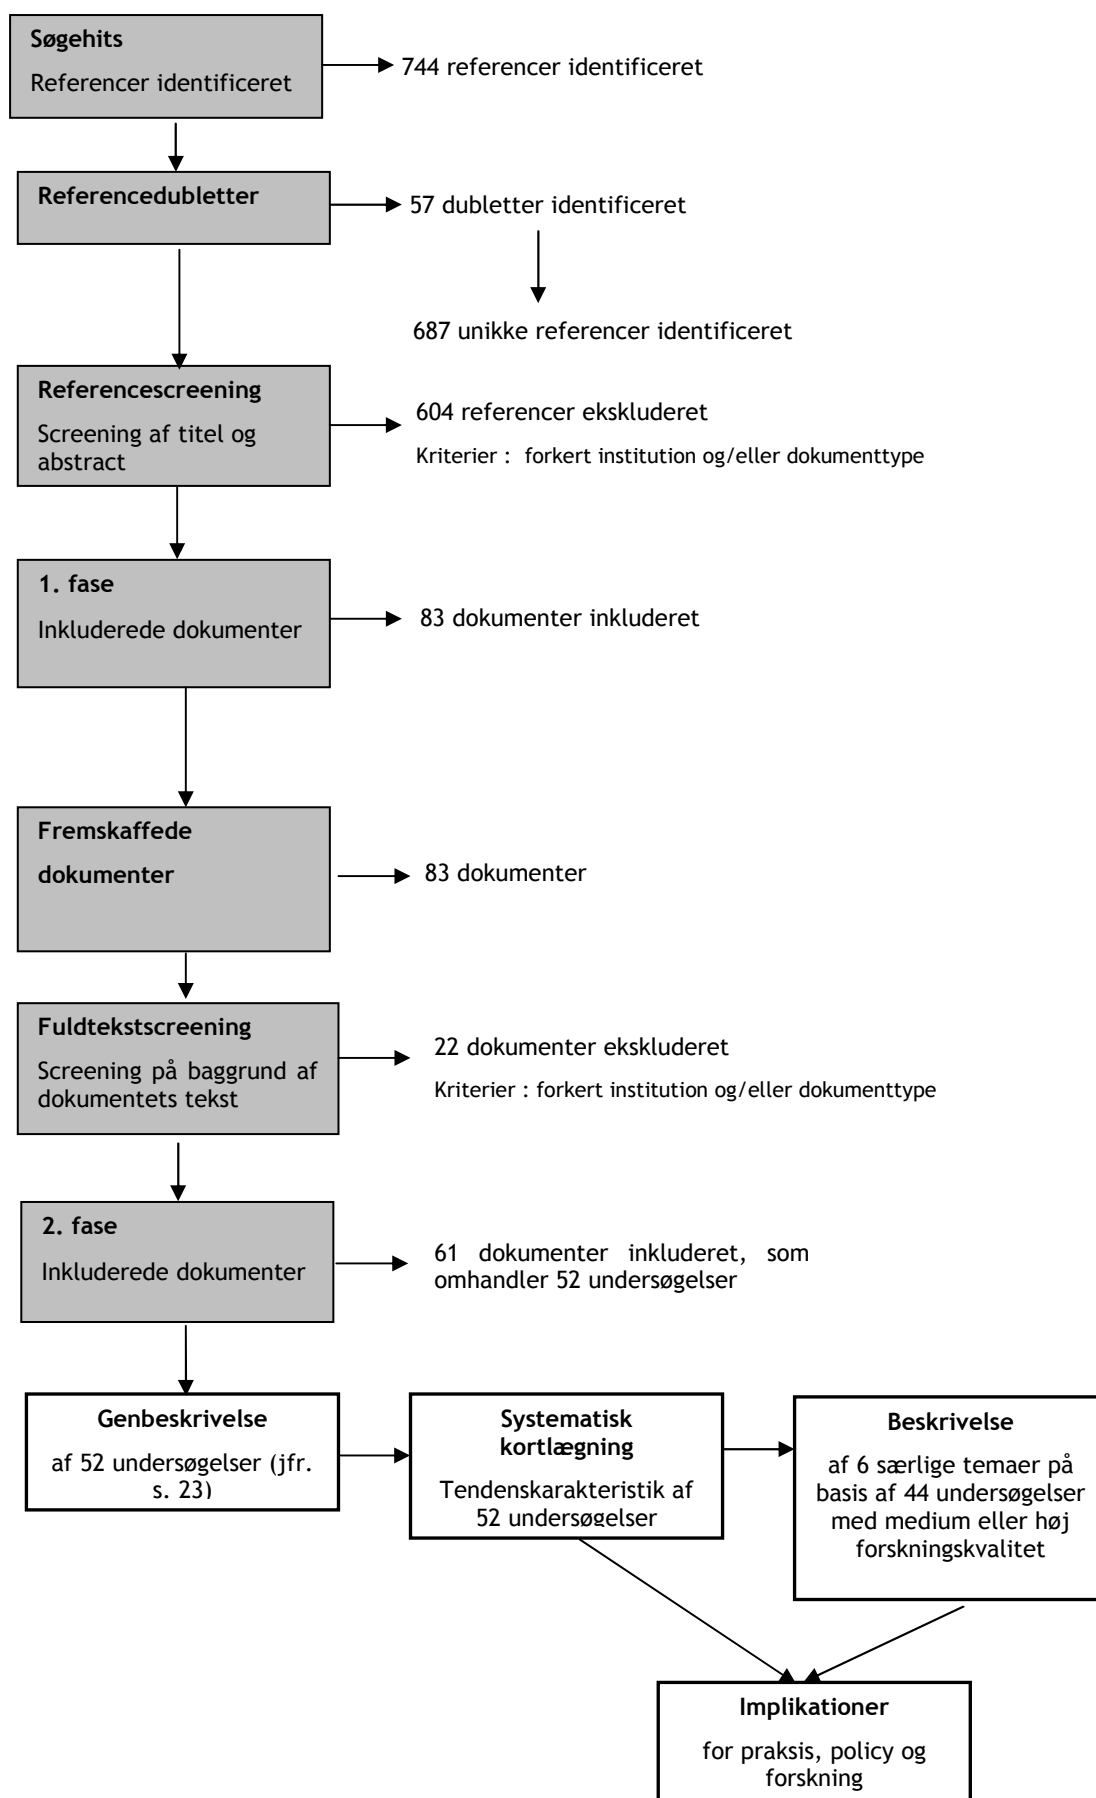 Søgehits
Referencer identificeret
744 referencer identificeret
Referencedubletter
57 dubletter identificeret
687 unikke referencer identificeret
Referencescreening
Screening af titel og
abstract
604 referencer ekskluderet
Kriterier : forkert institution og/eller dokumenttype
1. fase
Inkluderede dokumenter
83 dokumenter inkluderet
Fremskaffede
dokumenter
83 dokumenter
Fuldtekstscreening
Screening på baggrund af
dokumentets tekst
22 dokumenter ekskluderet
Kriterier : forkert institution og/eller dokumenttype
2. fase
Inkluderede dokumenter
61 dokumenter inkluderet, som
omhandler 52 undersøgelser
Genbeskrivelse
af 52 undersøgelser (jfr.
s. 23)
Systematisk
kortlægning
Tendenskarakteristik af
52 undersøgelser
Beskrivelse
af 6 særlige temaer på
basis af 44 undersøgelser
med medium eller høj
forskningskvalitet
Implikationer
for praksis, policy og
forskning